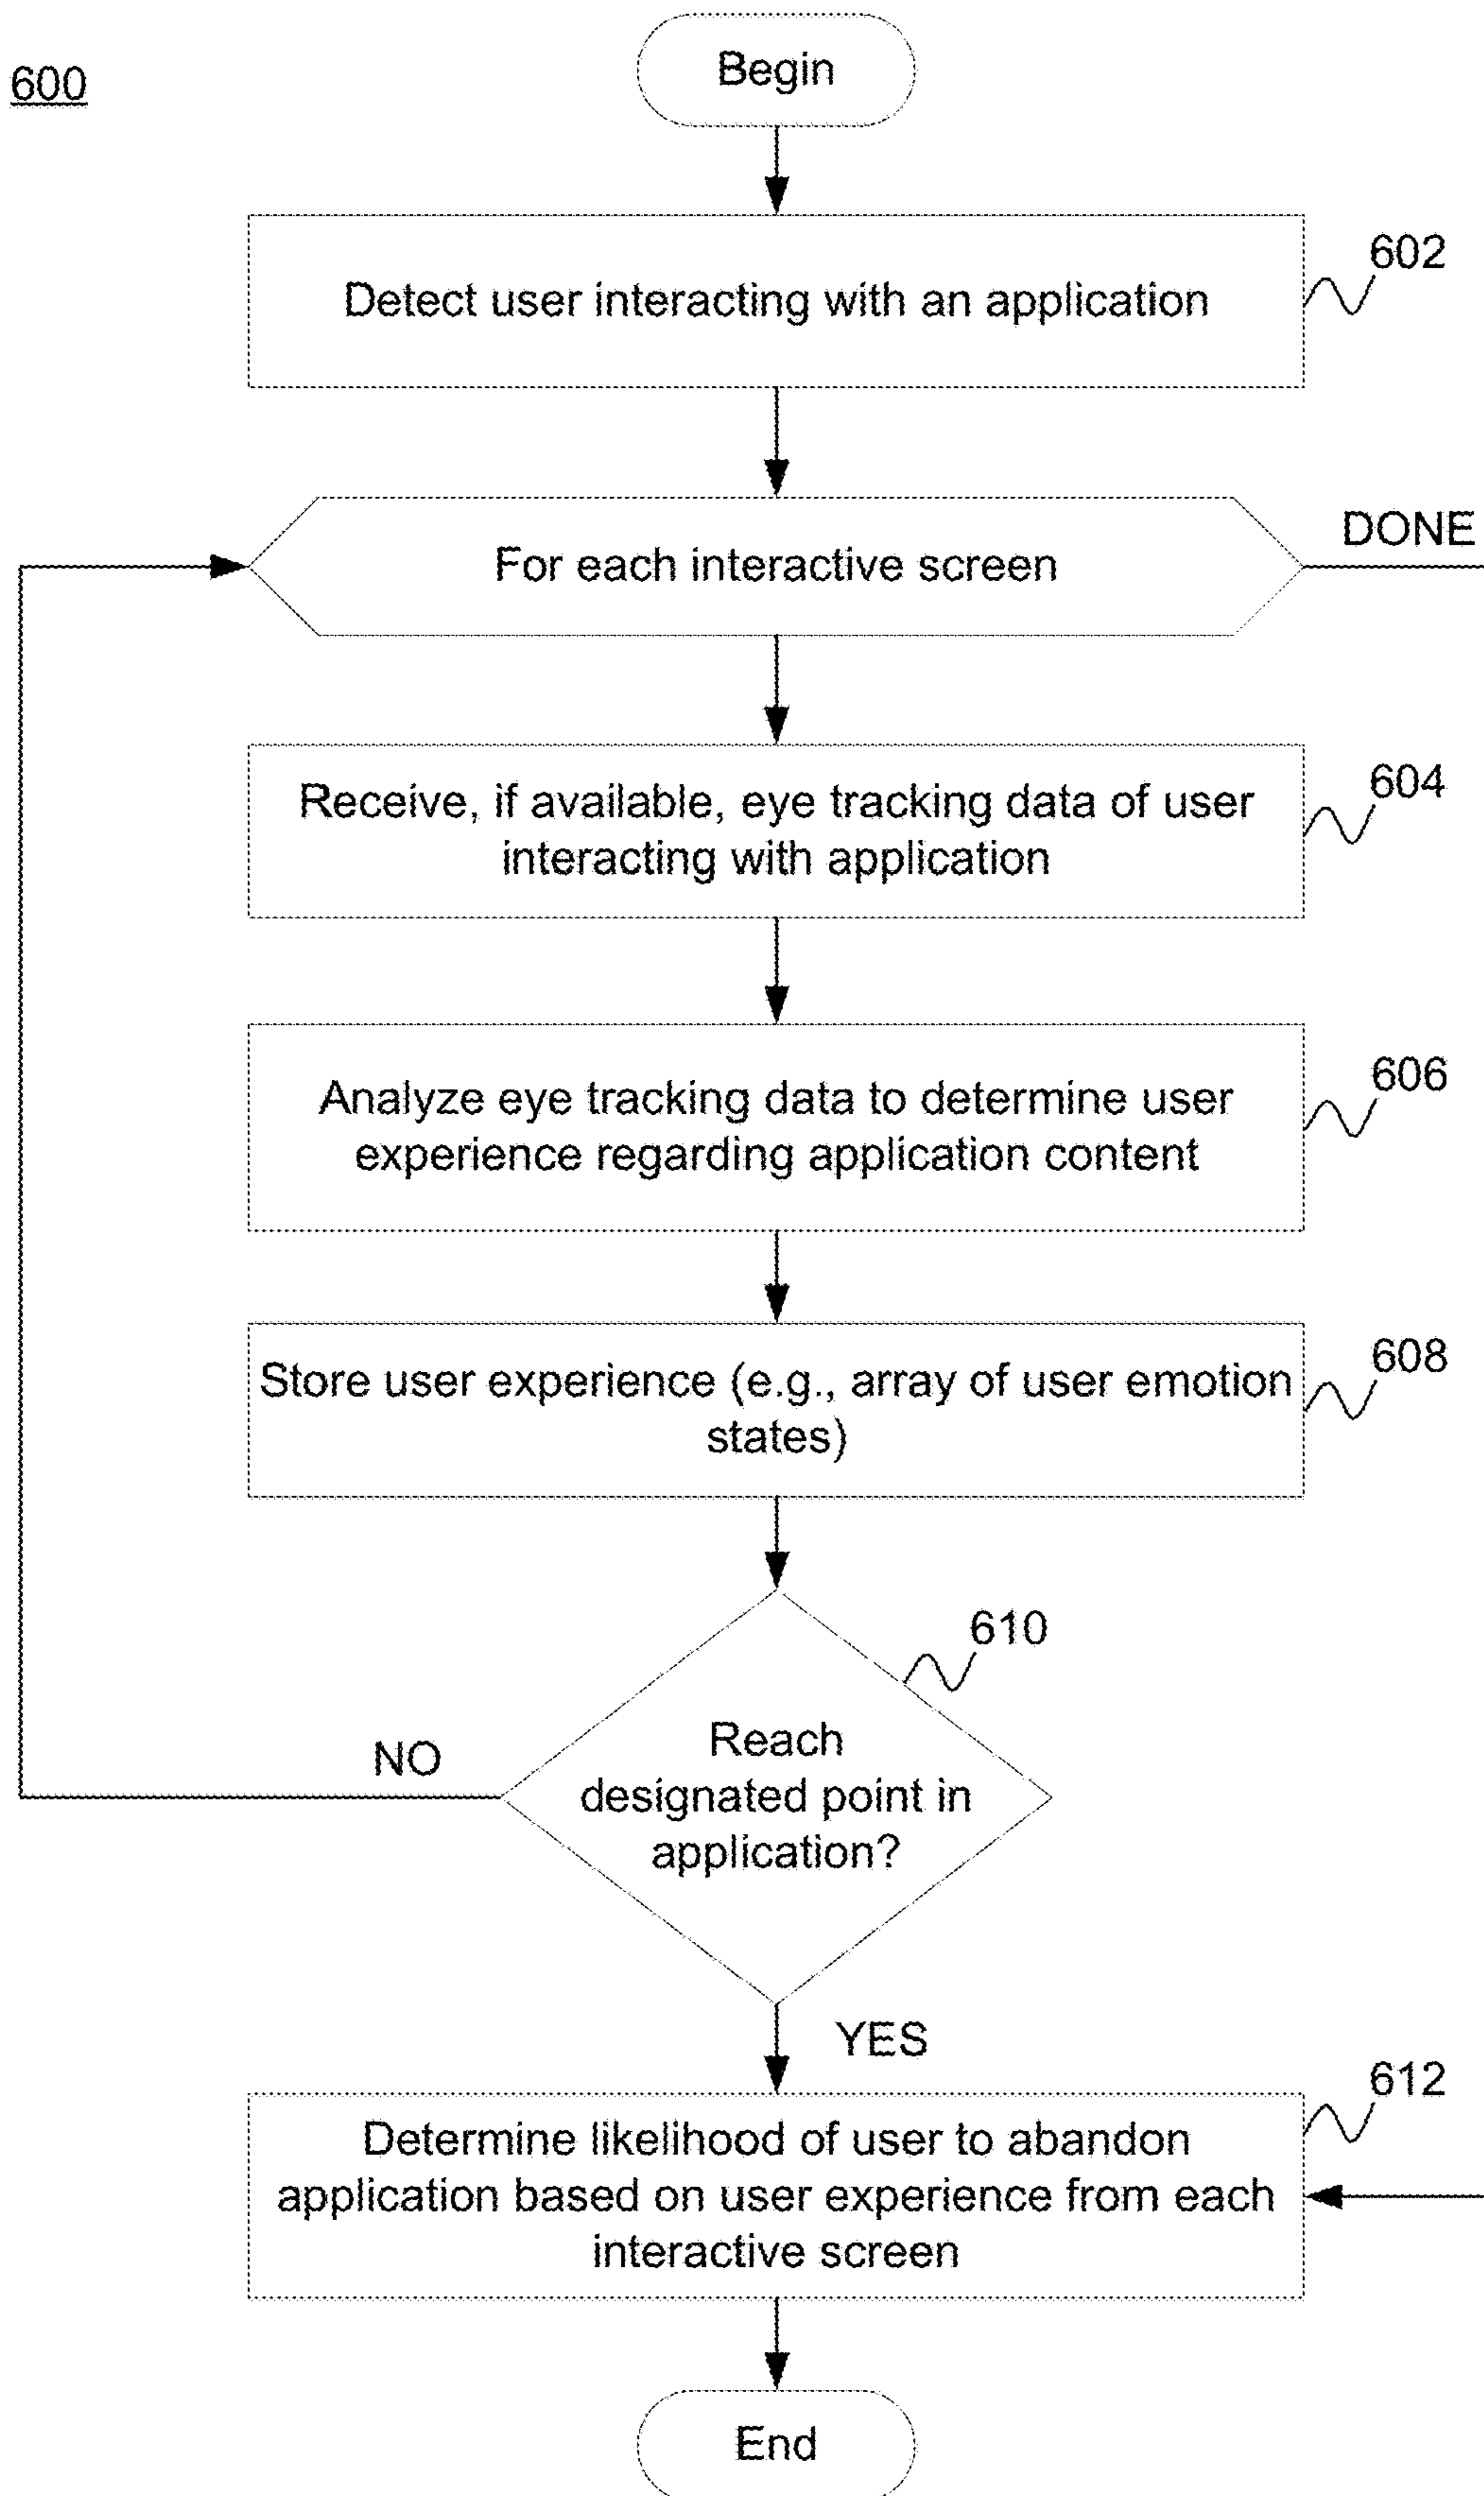 600
Begin
602
Detect user interacting with an application
DONE
For each interactive screen
604
Receive, if available, eye tracking data of user
interacting with application
606
Analyze eye tracking data to determine user
experience regarding application content
608
Store user experience (e.g., array of user emotion
states)
610
Reach
designated point in
application?
NO
YES
612
Determine likelihood of user to abandon
application based on user experience from each
interactive screen
End